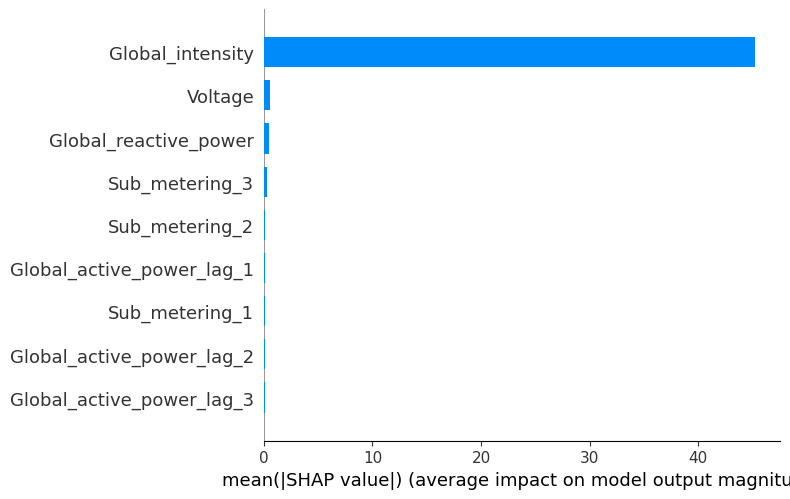 Global_intensity
Voltage
Global_reactive_power
Sub_metering_3
Sub_metering_2
Global_active_power_lag_1
Sub_metering_1
Global_active_power_lag_2
Global_active_power_lag_3
0 10 20 30 40
mean(|SHAP value|) (average impact on model output magnitu